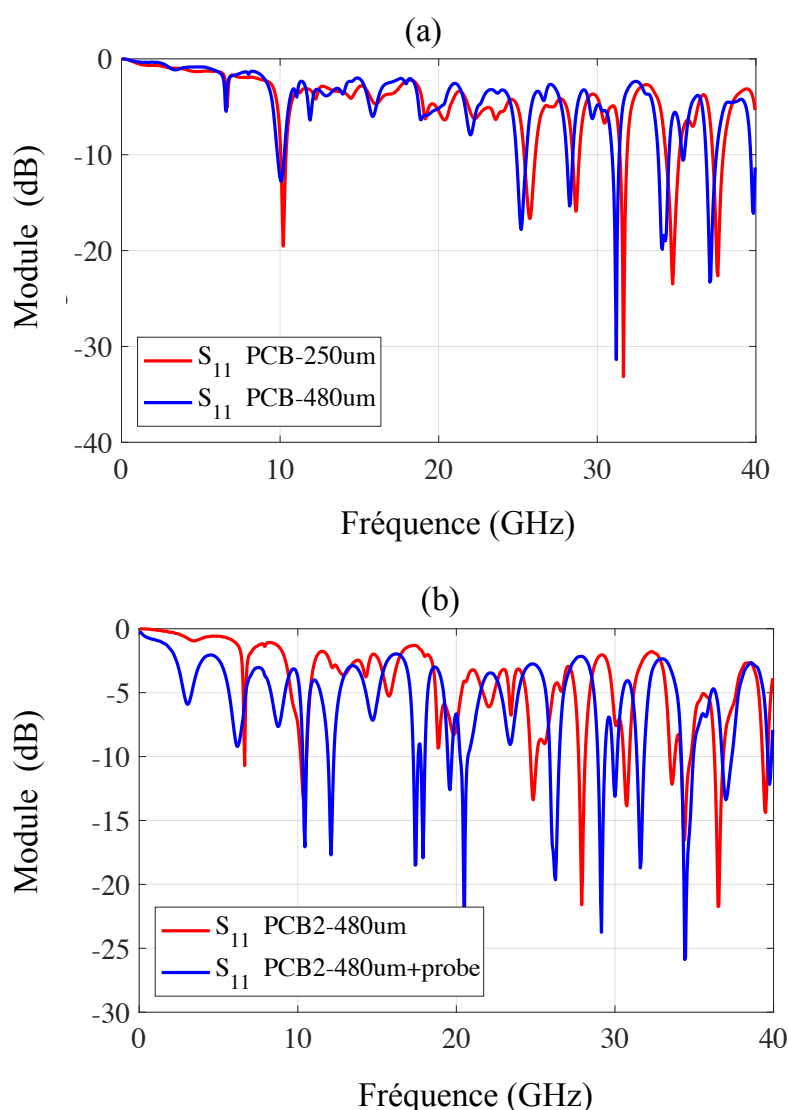 (a)
0
-10
-20
-30
-40
Module (dB)
S11 PCB-250um
S11 PCB-480um
0 10 20 30 40
Fréquence (GHz)
(b)
0
-5
-10
-15
-20
-25
-30
Module (dB)
S11 PCB2-480um
S11 PCB2-480um+probe
0 10 20 30 40
Fréquence (GHz)